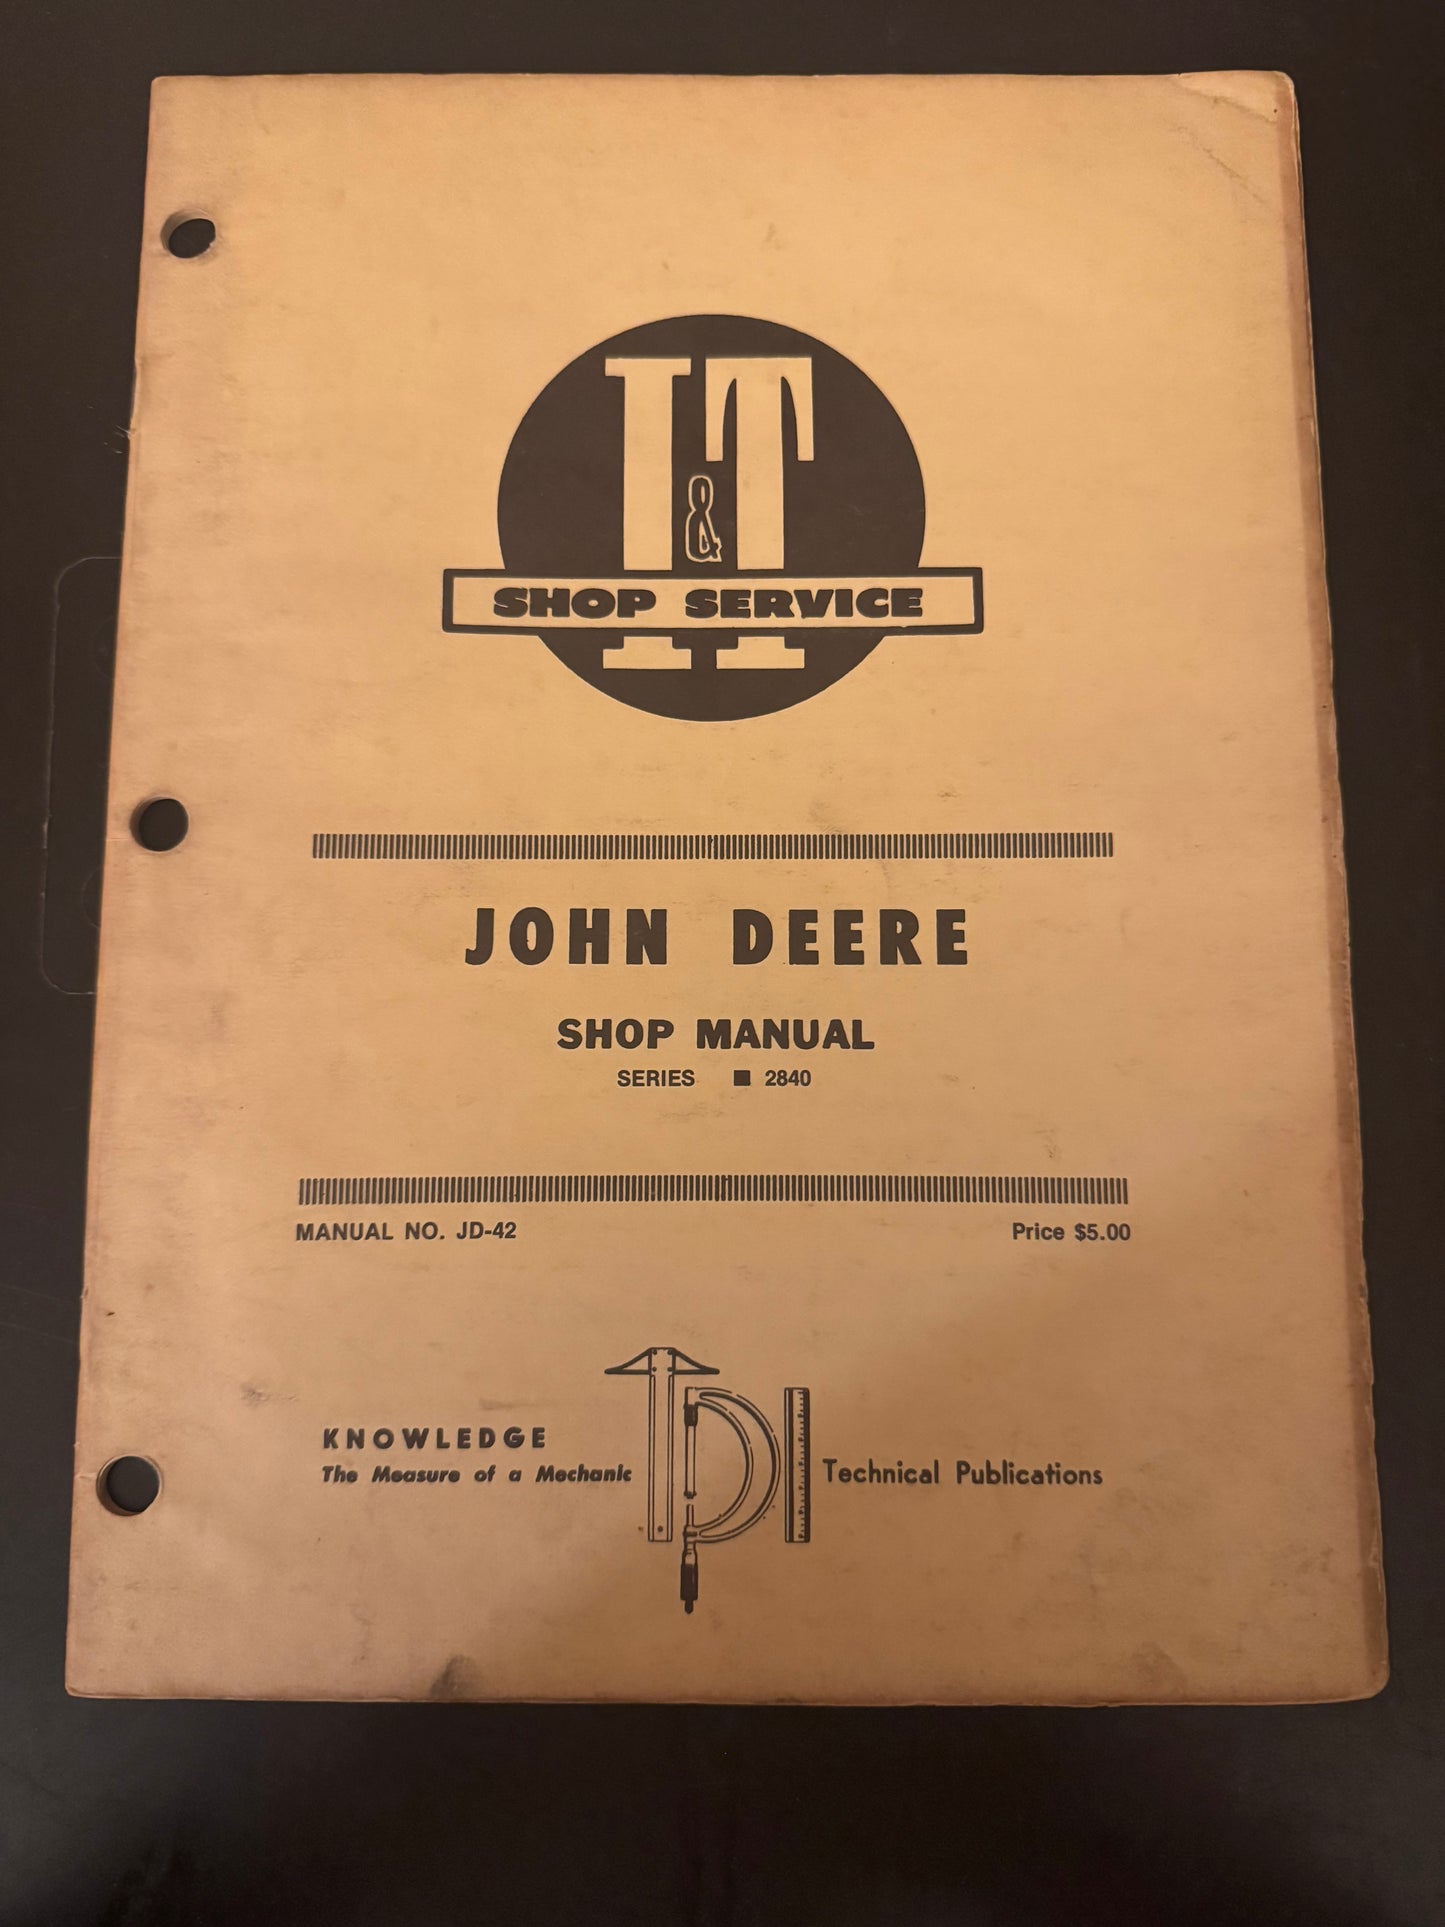 I&T
SHOP SERVICE
JOHN DEERE
SHOP MANUAL
SERIES ■ 2840
MANUAL NO. JD-42 Price $5.00
KNOWLEDGE
The Measure of a Mechanic
TPI
Technical Publications